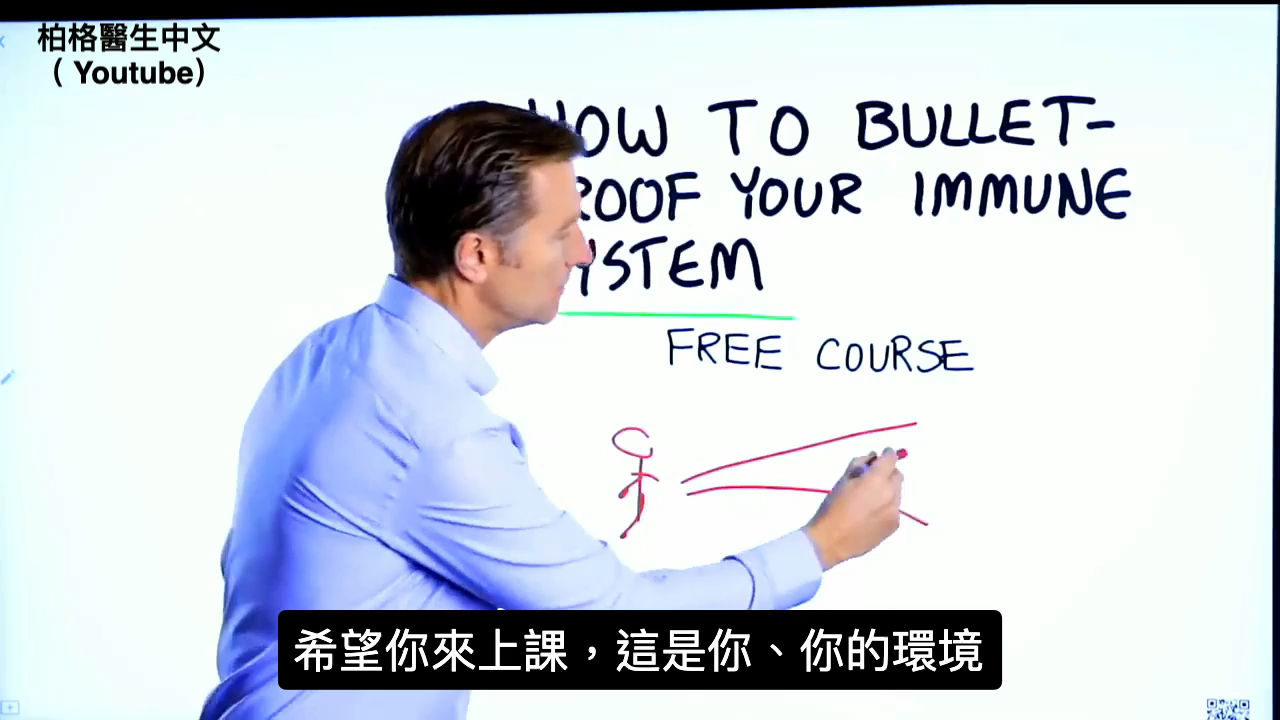 柏格醫生中文
（ Youtube）
HOW TO BULLET-
ROOF YOUR IMMUNE
YSTEM
FREE COURSE
希望你來上課，這是你、你的環境